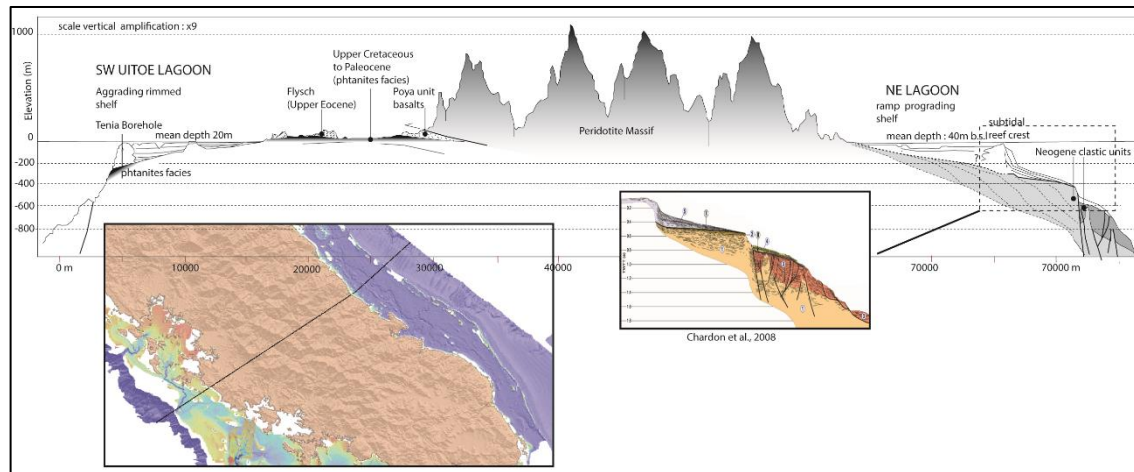 scale vertical amplification : x9
1000
Elevation (m)
0
-200
-400
-600
-800
SW UITOE LAGOON
Aggrading rimmed
shelf
Tenia Borehole
mean depth 20m
phtanites facies
Flysch
(Upper Eocene)
Upper Cretaceous
to Paleocene
(phtanites facies)
Poya unit
basalts
Peridotite Massif
NE LAGOON
ramp prograding
shelf
mean depth : 40m b.s.l
subtidal
reef crest
Neogene clastic units
0 m
10000
20000
30000
40000
70000
70000 m
Chardon et al., 2008